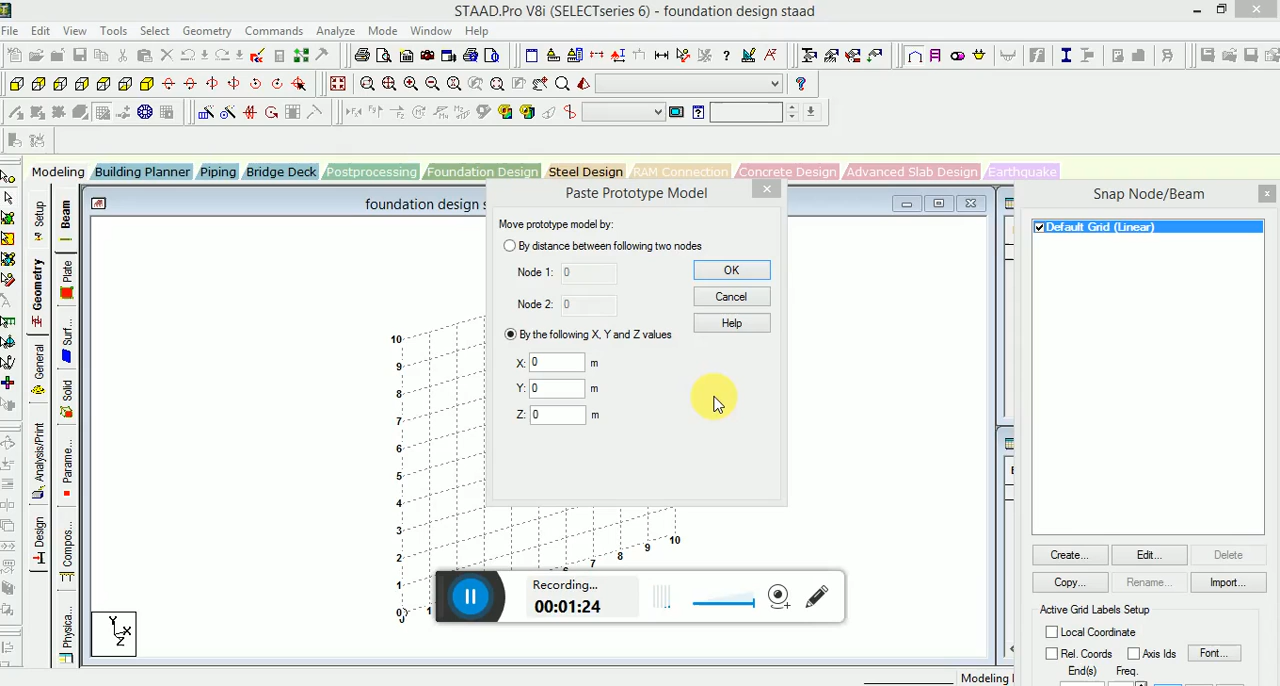 STAAD.Pro V8i (SELECTseries 6) - foundation design staad
File Edit View Tools Select Geometry Commands Analyze Mode Window Help
Modeling Building Planner Piping Bridge Deck Postprocessing Foundation Design Steel Design RAM Connection Concrete Design Advanced Slab Design Earthquake
foundation design s
Setup
Geometry
General
Analysis/Print
Design
Beam
Plate
Surf...
Solid
Parame...
Compos...
Physica...
Paste Prototype Model
Move prototype model by:
By distance between following two nodes
Node 1: 0
Node 2: 0
By the following X, Y and Z values
X: 0 m
Y: 0 m
Z: 0 m
OK
Cancel
Help
10
9
8
7
6
5
4
3
2
1
0
1
7
8
9
10
Y
X
Z
Recording...
00:01:24
Snap Node/Beam
Default Grid (Linear)
Create... Edit... Delete
Copy... Rename... Import...
Active Grid Labels Setup
Local Coordinate
Rel. Coords Axis Ids Font...
End(s) Freq.